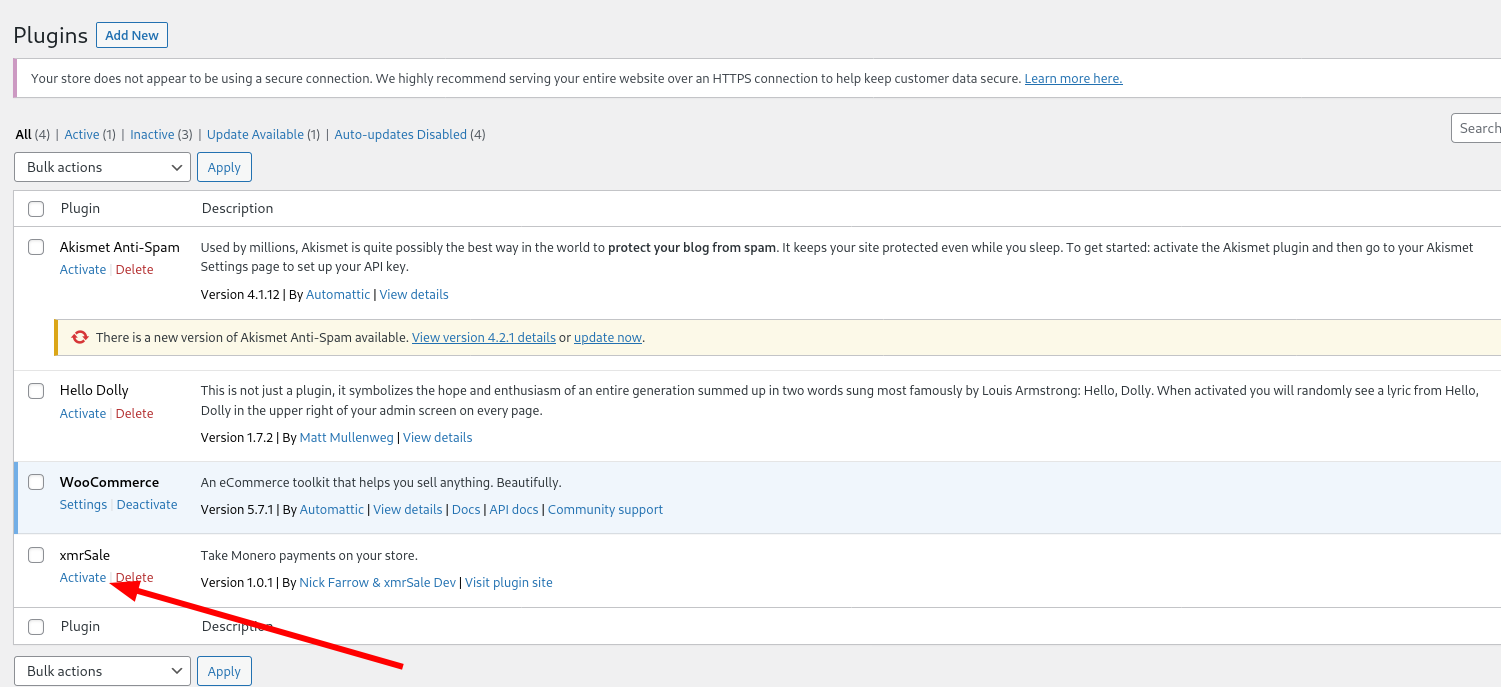 Plugins Add New
Your store does not appear to be using a secure connection. We highly recommend serving your entire website over an HTTPS connection to help keep customer data secure. Learn more here.
All (4) | Active (1) | Inactive (3) | Update Available (1) | Auto-updates Disabled (4)
Search
Bulk actions Apply
Plugin Description
Akismet Anti-Spam Used by millions, Akismet is quite possibly the best way in the world to protect your blog from spam. It keeps your site protected even while you sleep. To get started: activate the Akismet plugin and then go to your Akismet
Activate | Delete Settings page to set up your API key.
Version 4.1.12 | By Automattic | View details
There is a new version of Akismet Anti-Spam available. View version 4.2.1 details or update now.
Hello Dolly This is not just a plugin, it symbolizes the hope and enthusiasm of an entire generation summed up in two words sung most famously by Louis Armstrong: Hello, Dolly. When activated you will randomly see a lyric from Hello,
Activate | Delete Dolly in the upper right of your admin screen on every page.
Version 1.7.2 | By Matt Mullenweg | View details
WooCommerce An eCommerce toolkit that helps you sell anything. Beautifully.
Settings | Deactivate Version 5.7.1 | By Automattic | View details | Docs | API docs | Community support
xmrSale Take Monero payments on your store.
Activate | Delete Version 1.0.1 | By Nick Farrow & xmrSale Dev | Visit plugin site
Plugin Description
Bulk actions Apply